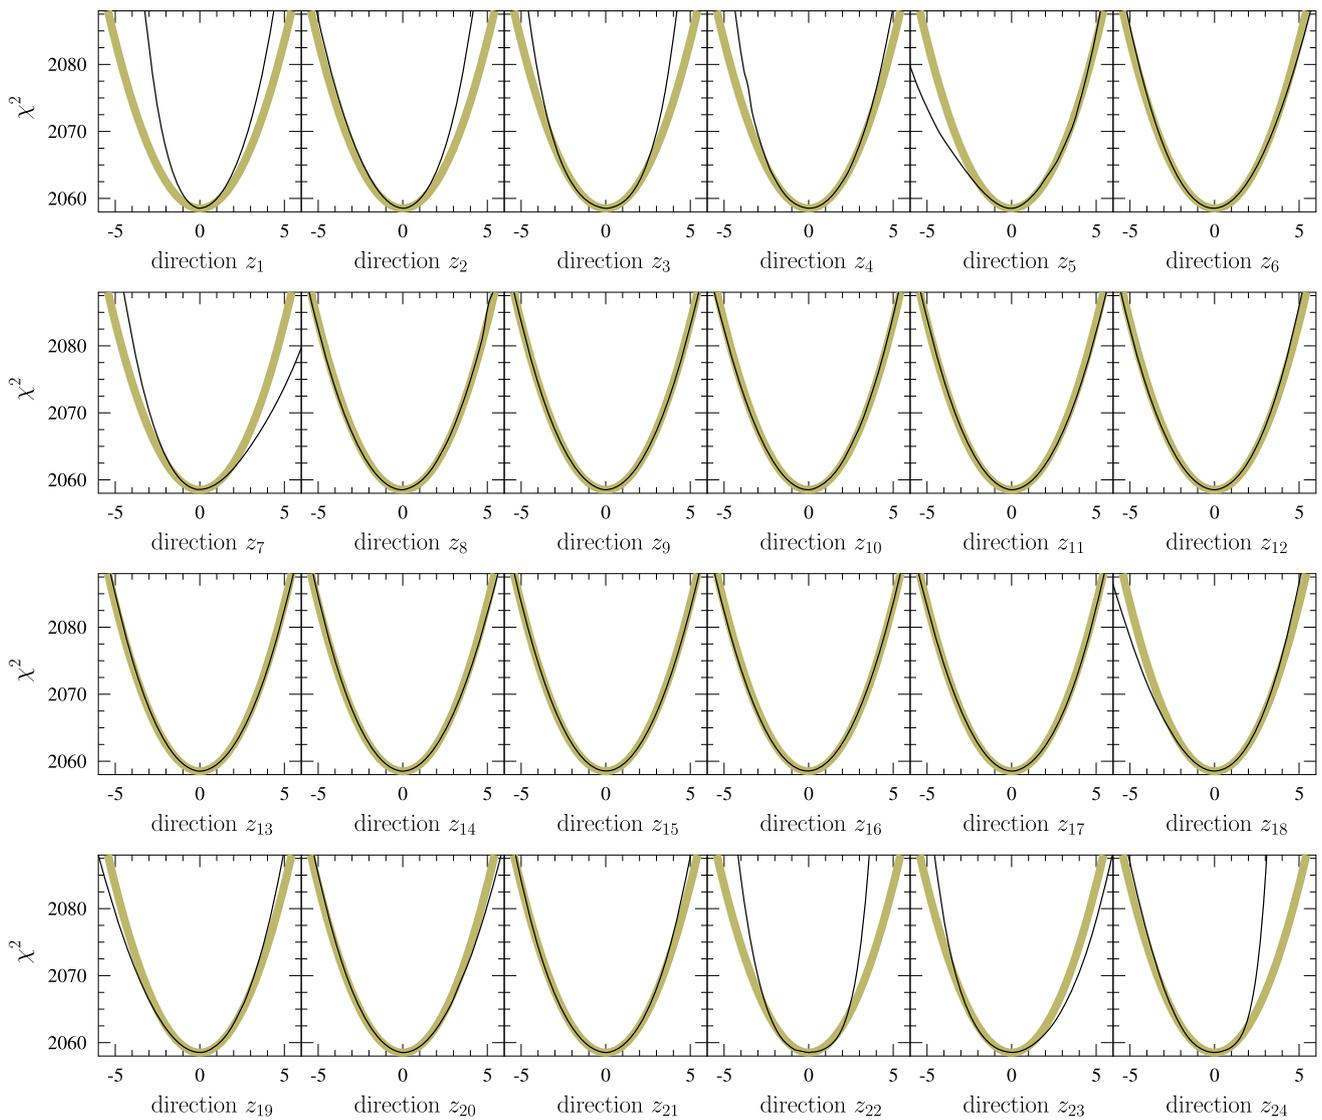 χ²
2080
2070
2060
-5 0 5 -5 0 5 -5 0 5 -5 0 5 -5 0 5 -5 0 5
direction z₁ direction z₂ direction z₃ direction z₄ direction z₅ direction z₆
χ²
2080
2070
2060
-5 0 5 -5 0 5 -5 0 5 -5 0 5 -5 0 5 -5 0 5
direction z₇ direction z₈ direction z₉ direction z₁₀ direction z₁₁ direction z₁₂
χ²
2080
2070
2060
-5 0 5 -5 0 5 -5 0 5 -5 0 5 -5 0 5 -5 0 5
direction z₁₃ direction z₁₄ direction z₁₅ direction z₁₆ direction z₁₇ direction z₁₈
χ²
2080
2070
2060
-5 0 5 -5 0 5 -5 0 5 -5 0 5 -5 0 5 -5 0 5
direction z₁₉ direction z₂₀ direction z₂₁ direction z₂₂ direction z₂₃ direction z₂₄